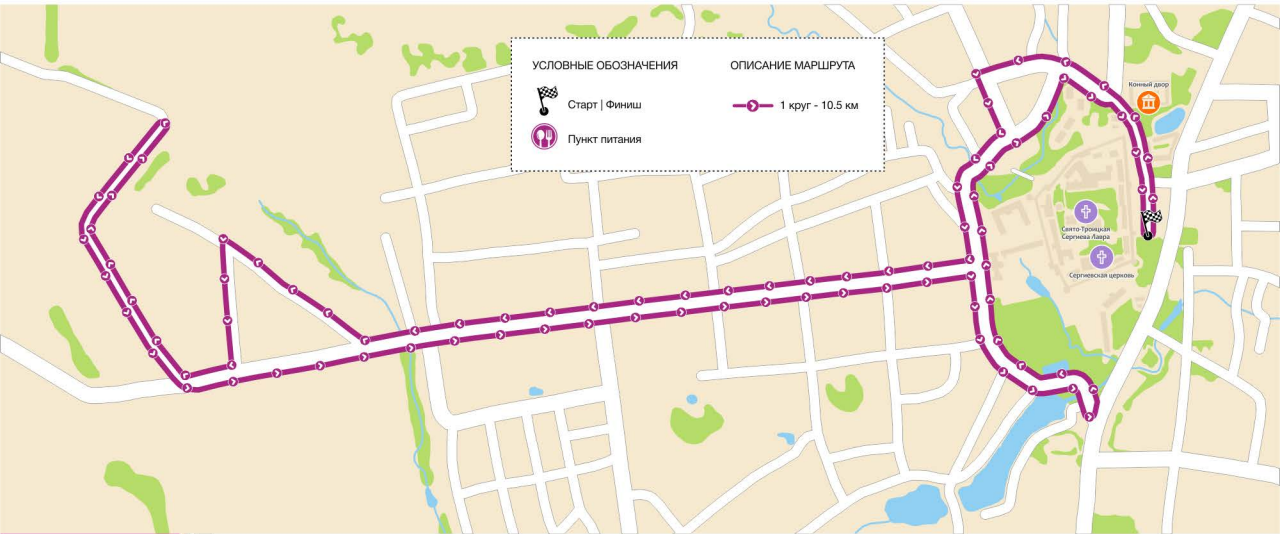 УСЛОВНЫЕ ОБОЗНАЧЕНИЯ
Старт | Финиш
Пункт питания
ОПИСАНИЕ МАРШРУТА
1 круг - 10.5 км
Конный двор
Свято-Троицкая
Сергиева Лавра
Сергиевская церковь